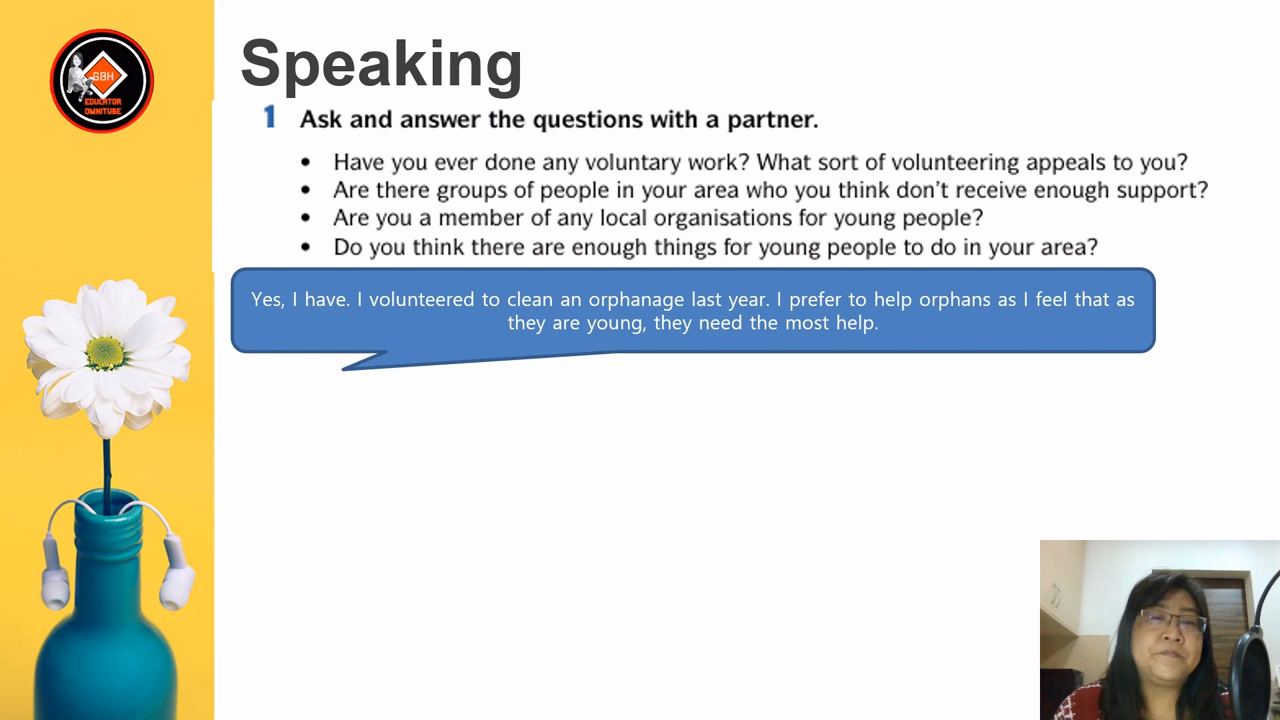 GBH
EDUCATOR
OMNITUBE
Speaking
1 Ask and answer the questions with a partner.
• Have you ever done any voluntary work? What sort of volunteering appeals to you?
• Are there groups of people in your area who you think don't receive enough support?
• Are you a member of any local organisations for young people?
• Do you think there are enough things for young people to do in your area?
Yes, I have. I volunteered to clean an orphanage last year. I prefer to help orphans as I feel that as
they are young, they need the most help.